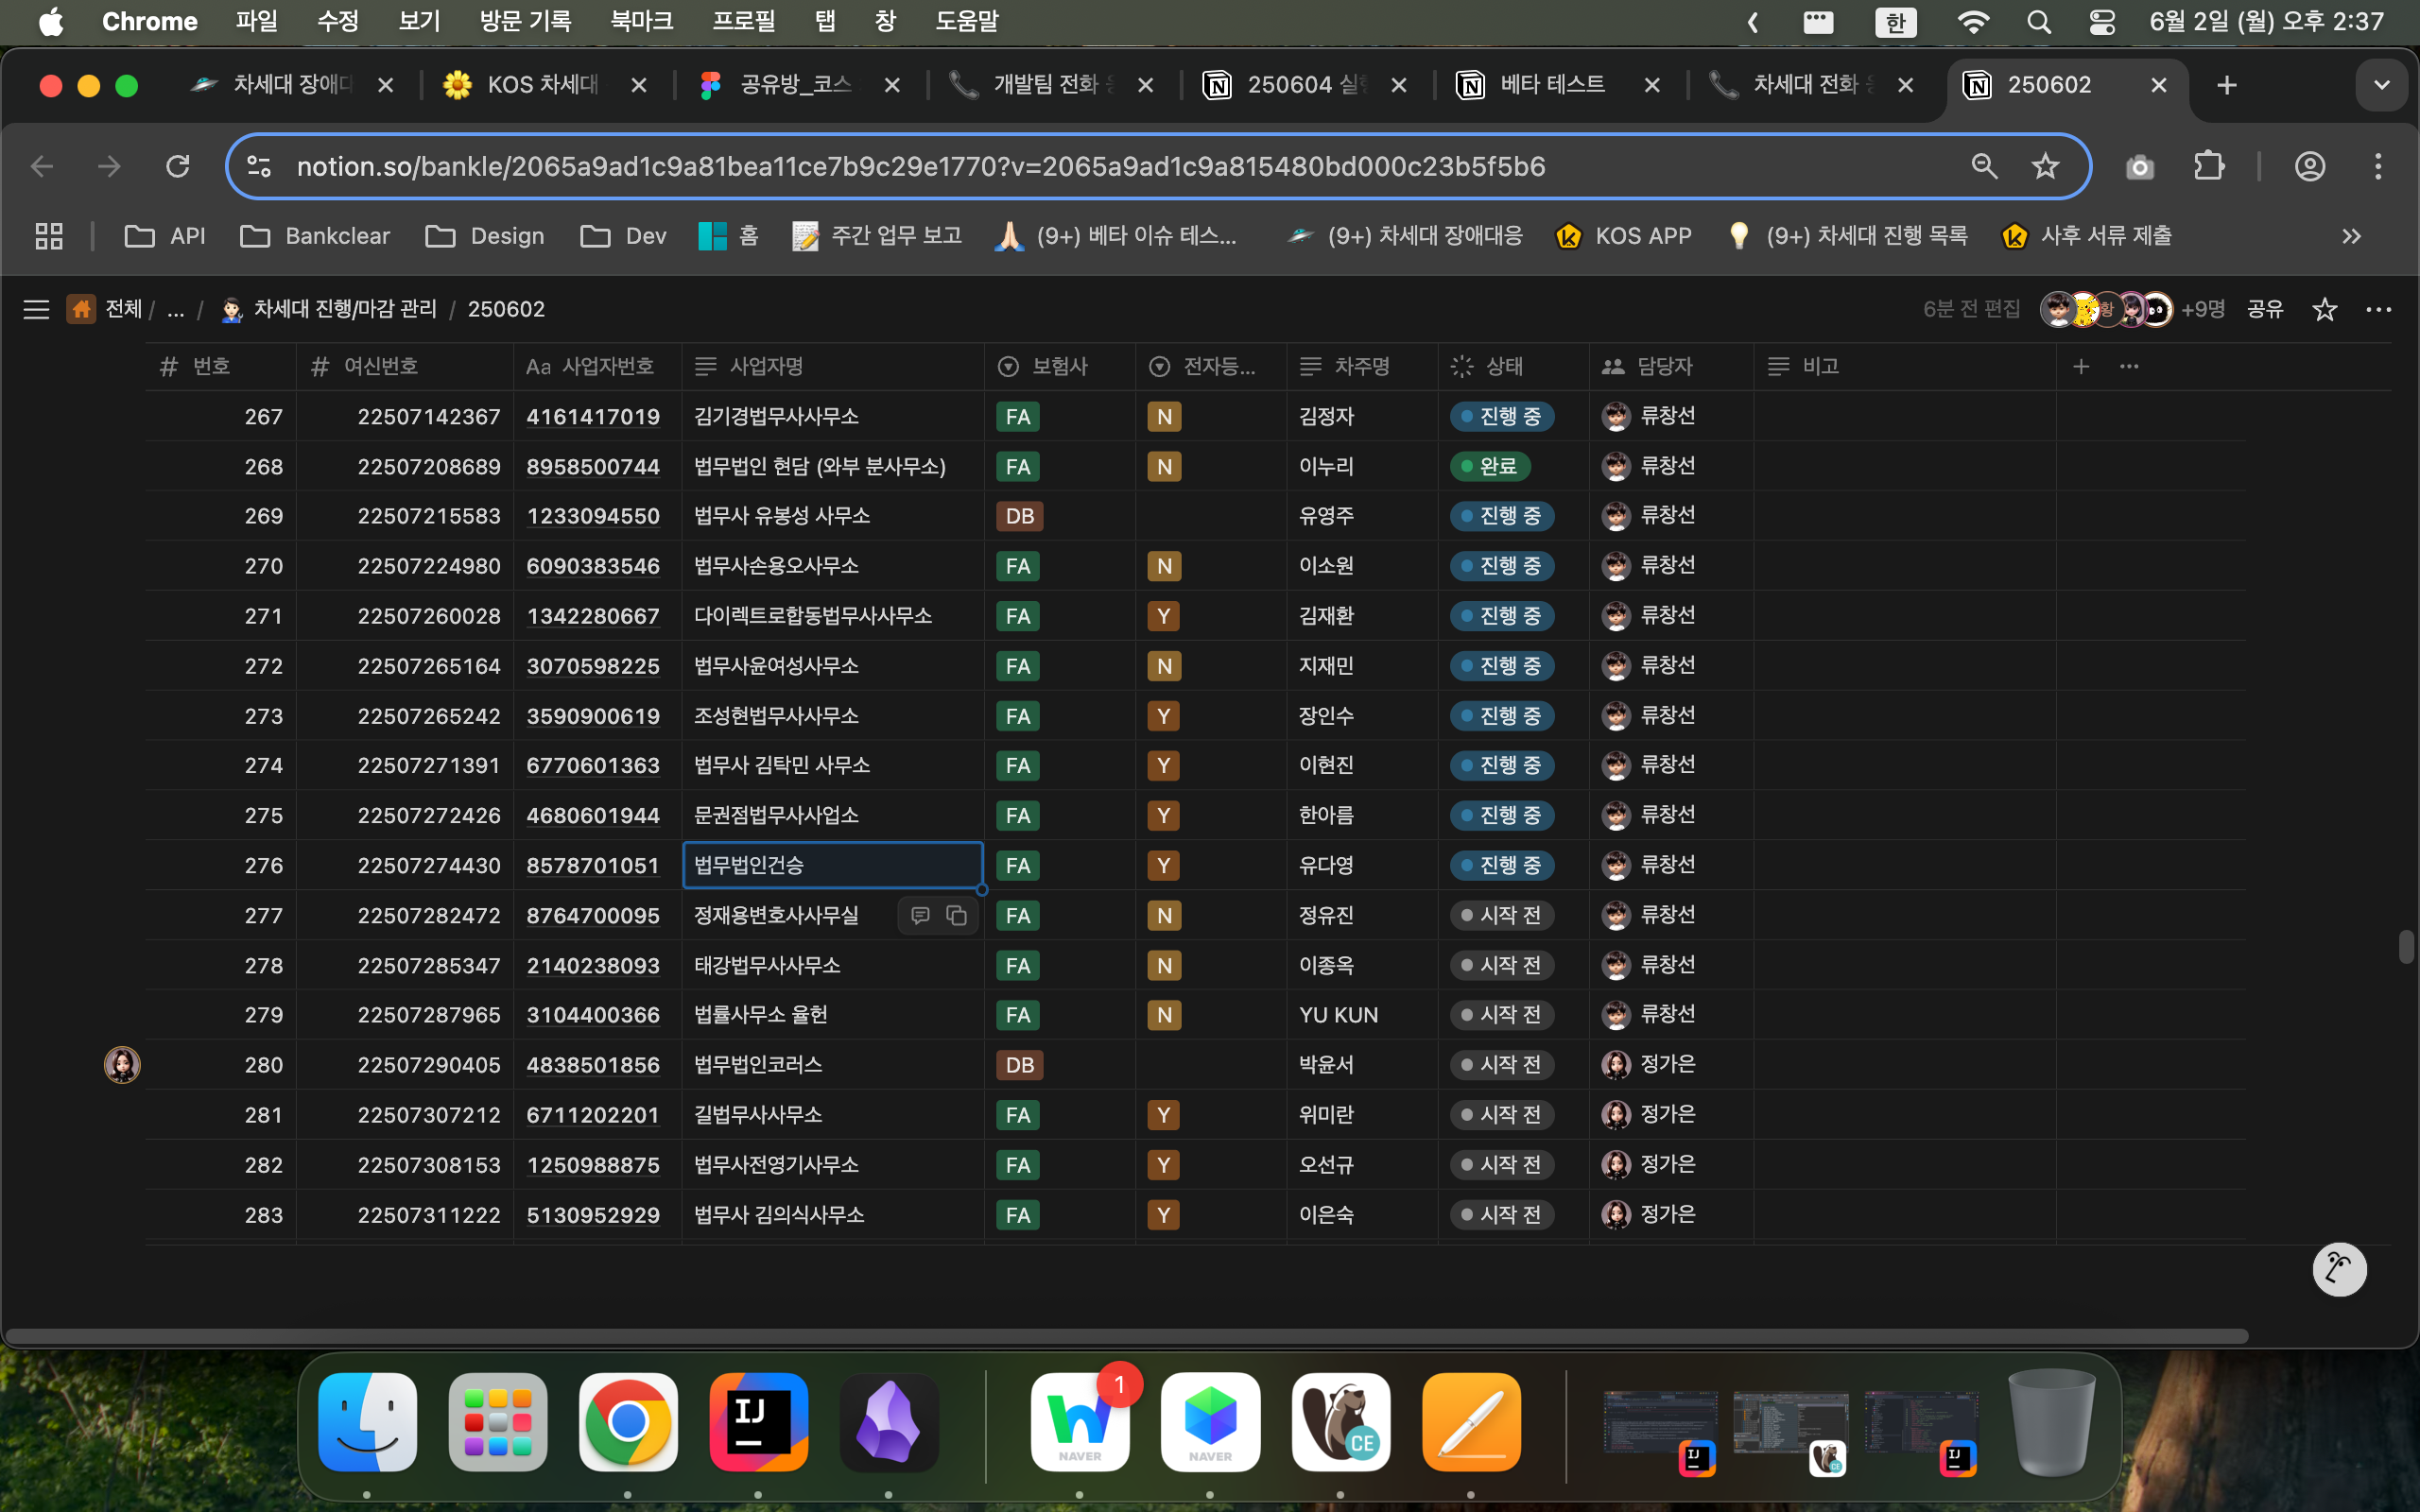 Chrome 파일 수정 보기 방문 기록 북마크 프로필 탭 창 도움말 한 6월 2일 (월) 오후 2:37
차세대 장애대 KOS 차세대 공유방_코스 개발팀 전화 250604 실 베타 테스트 차세대 전화 250602
notion.so/bankle/2065a9ad1c9a81bea11ce7b9c29e1770?v=2065a9ad1c9a815480bd000c23b5f5b6
API Bankclear Design Dev 홈 주간 업무 보고 (9+) 베타 이슈 테스... (9+) 차세대 장애대응 KOS APP (9+) 차세대 진행 목록 사후 서류 제출
전체 / ... / 차세대 진행/마감 관리 / 250602 6분 전 편집 황 +9명 공유
# 번호 # 여신번호 Aa 사업자번호 사업자명 보험사 전자등... 차주명 상태 담당자 비고
267 22507142367 4161417019 김기경법무사사무소 FA N 김정자 진행 중 류창선
268 22507208689 8958500744 법무법인 현담 (와부 분사무소) FA N 이누리 완료 류창선
269 22507215583 1233094550 법무사 유봉성 사무소 DB 유영주 진행 중 류창선
270 22507224980 6090383546 법무사손용오사무소 FA N 이소원 진행 중 류창선
271 22507260028 1342280667 다이렉트로합동법무사사무소 FA Y 김재환 진행 중 류창선
272 22507265164 3070598225 법무사윤여성사무소 FA N 지재민 진행 중 류창선
273 22507265242 3590900619 조성현법무사사무소 FA Y 장인수 진행 중 류창선
274 22507271391 6770601363 법무사 김탁민 사무소 FA Y 이현진 진행 중 류창선
275 22507272426 4680601944 문권점법무사사업소 FA Y 한아름 진행 중 류창선
276 22507274430 8578701051 법무법인건승 FA Y 유다영 진행 중 류창선
277 22507282472 8764700095 정재용변호사사무실 FA N 정유진 시작 전 류창선
278 22507285347 2140238093 태강법무사사무소 FA N 이종옥 시작 전 류창선
279 22507287965 3104400366 법률사무소 율헌 FA N YU KUN 시작 전 류창선
280 22507290405 4838501856 법무법인코러스 DB 박윤서 시작 전 정가은
281 22507307212 6711202201 길법무사사무소 FA Y 위미란 시작 전 정가은
282 22507308153 1250988875 법무사전영기사무소 FA Y 오선규 시작 전 정가은
283 22507311222 5130952929 법무사 김의식사무소 FA Y 이은숙 시작 전 정가은
IJ W NAVER 1 NAVER CE IJ CE IJ